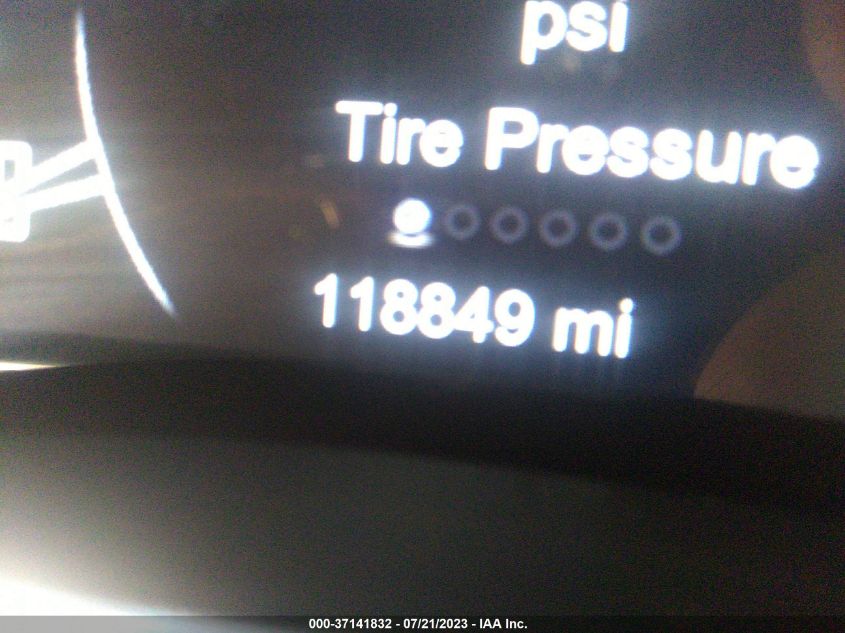 psi
Tire Pressure
118849 mi
000-37141832 - 07/21/2023 - IAA Inc.